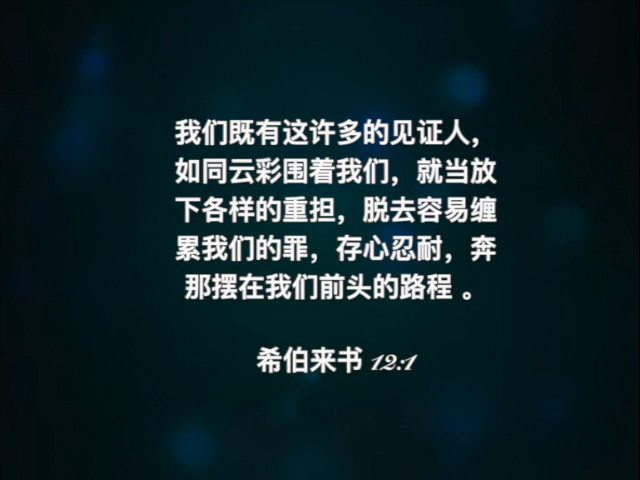 我们既有这许多的见证人，
如同云彩围着我们，就当放
下各样的重担，脱去容易缠
累我们的罪，存心忍耐，奔
那摆在我们前头的路程 。
希伯来书 12:1